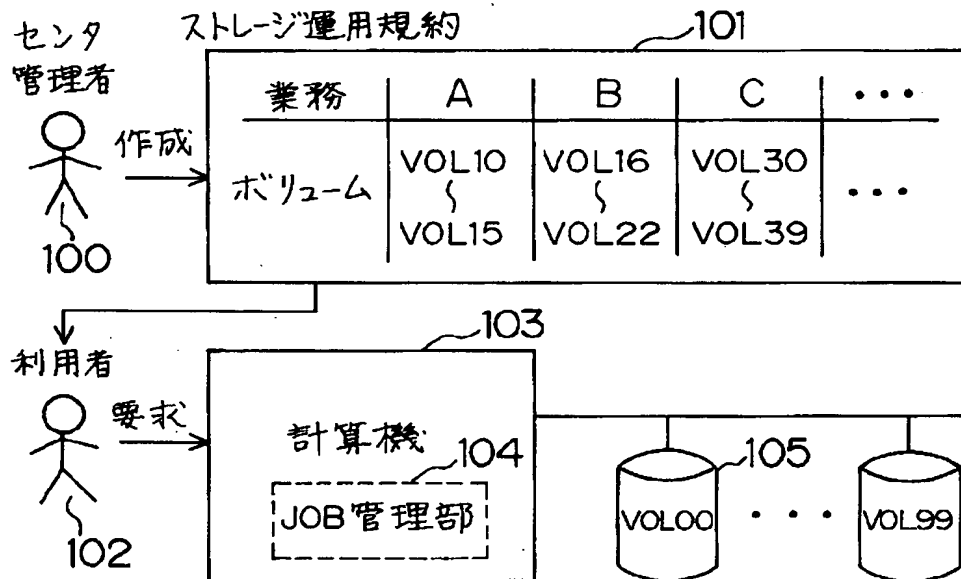 センタ
管理者
ストレージ運用規約
101
業務 A B C ・・・
作成
ボリューム VOL10 VOL16 VOL30 ・・・
〜 〜 〜
VOL15 VOL22 VOL39
100
利用者
103
要求
計算機
104
JOB管理部
105
VOL00 ・・・ VOL99
102